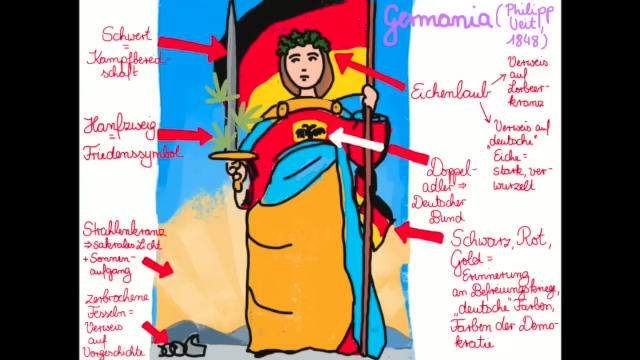 Germania (Philipp
Veit,
1848)
Schwert
=
Kampfbered-
schaft
Hanfzweig
=
Friedenssymbol
Strahlenkranz
⇒ sakrales Licht
+ Sonnen-
aufgang
zerbrochene
Fesseln =
Verweis
auf
Vorgeschichte
Eichenlaub
Verweis
auf
Lorbeer-
kranz
Verweis auf
„deutsche"
Eiche =
stark, ver-
wurzelt
Doppel-
adler ⇒
Deutscher
Bund
Schwarz, Rot,
Gold =
Erinnerung
an Befreiungskriege,
„deutsche" Farben,
Farben der Demo-
kratie